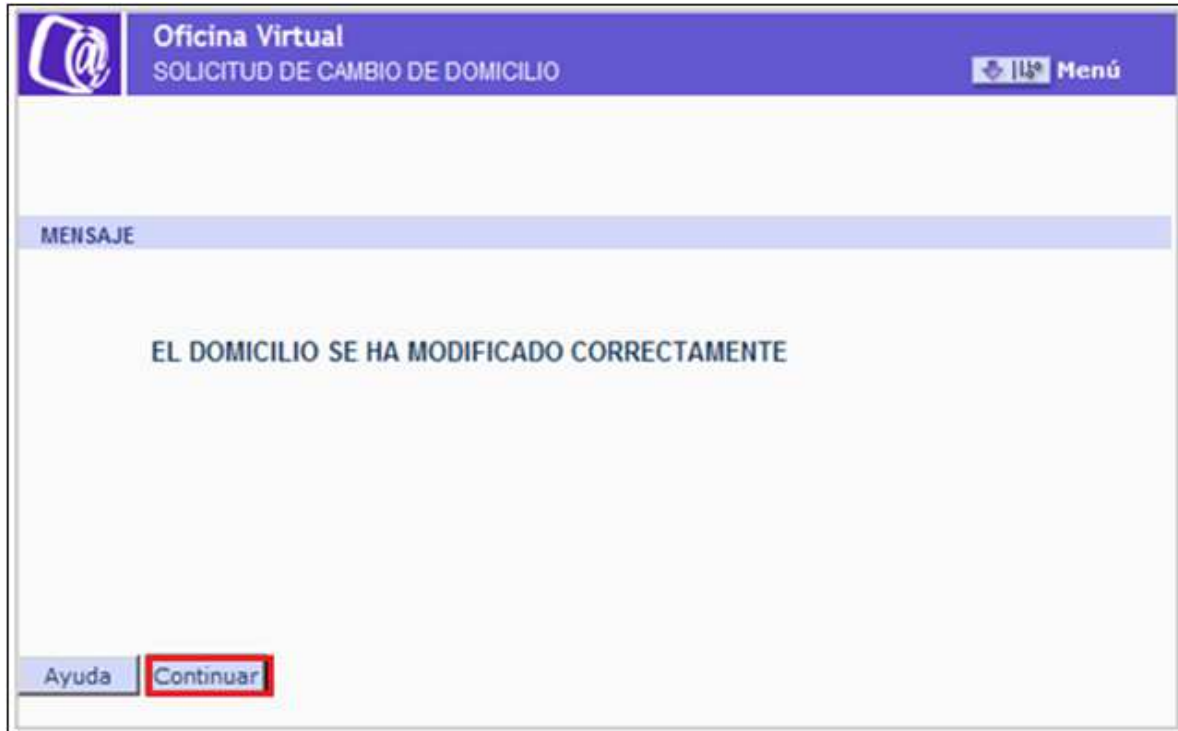 Oficina Virtual
SOLICITUD DE CAMBIO DE DOMICILIO
Menú
MENSAJE
EL DOMICILIO SE HA MODIFICADO CORRECTAMENTE
Ayuda Continuar